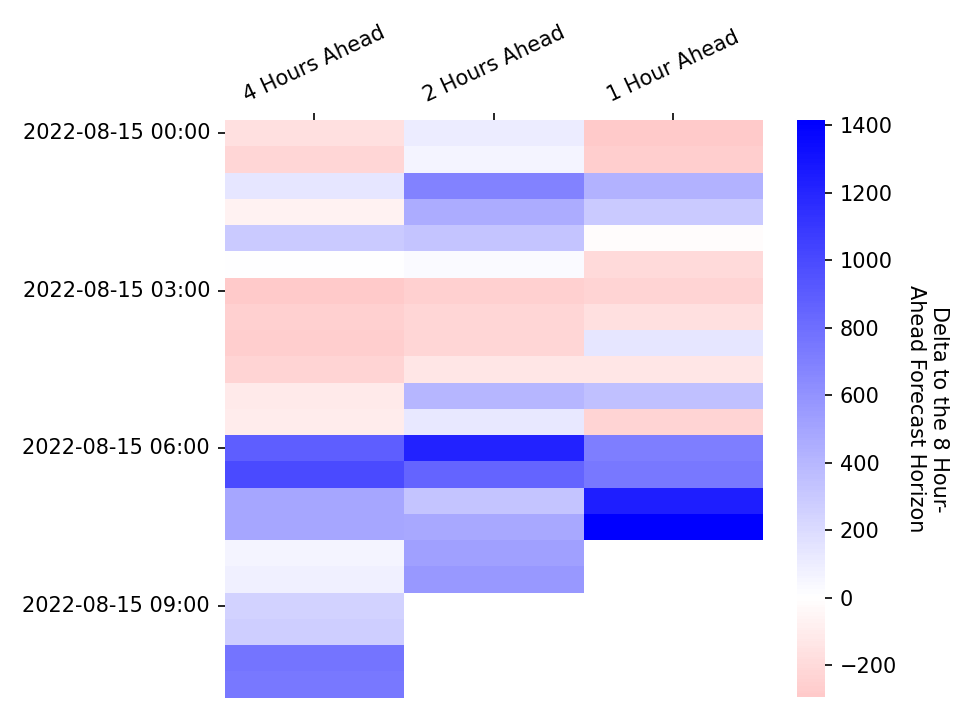 4 Hours Ahead
2 Hours Ahead
1 Hour Ahead
2022-08-15 00:00
2022-08-15 03:00
2022-08-15 06:00
2022-08-15 09:00
1400
1200
1000
800
600
400
200
0
−200
Delta to the 8 Hour-
Ahead Forecast Horizon